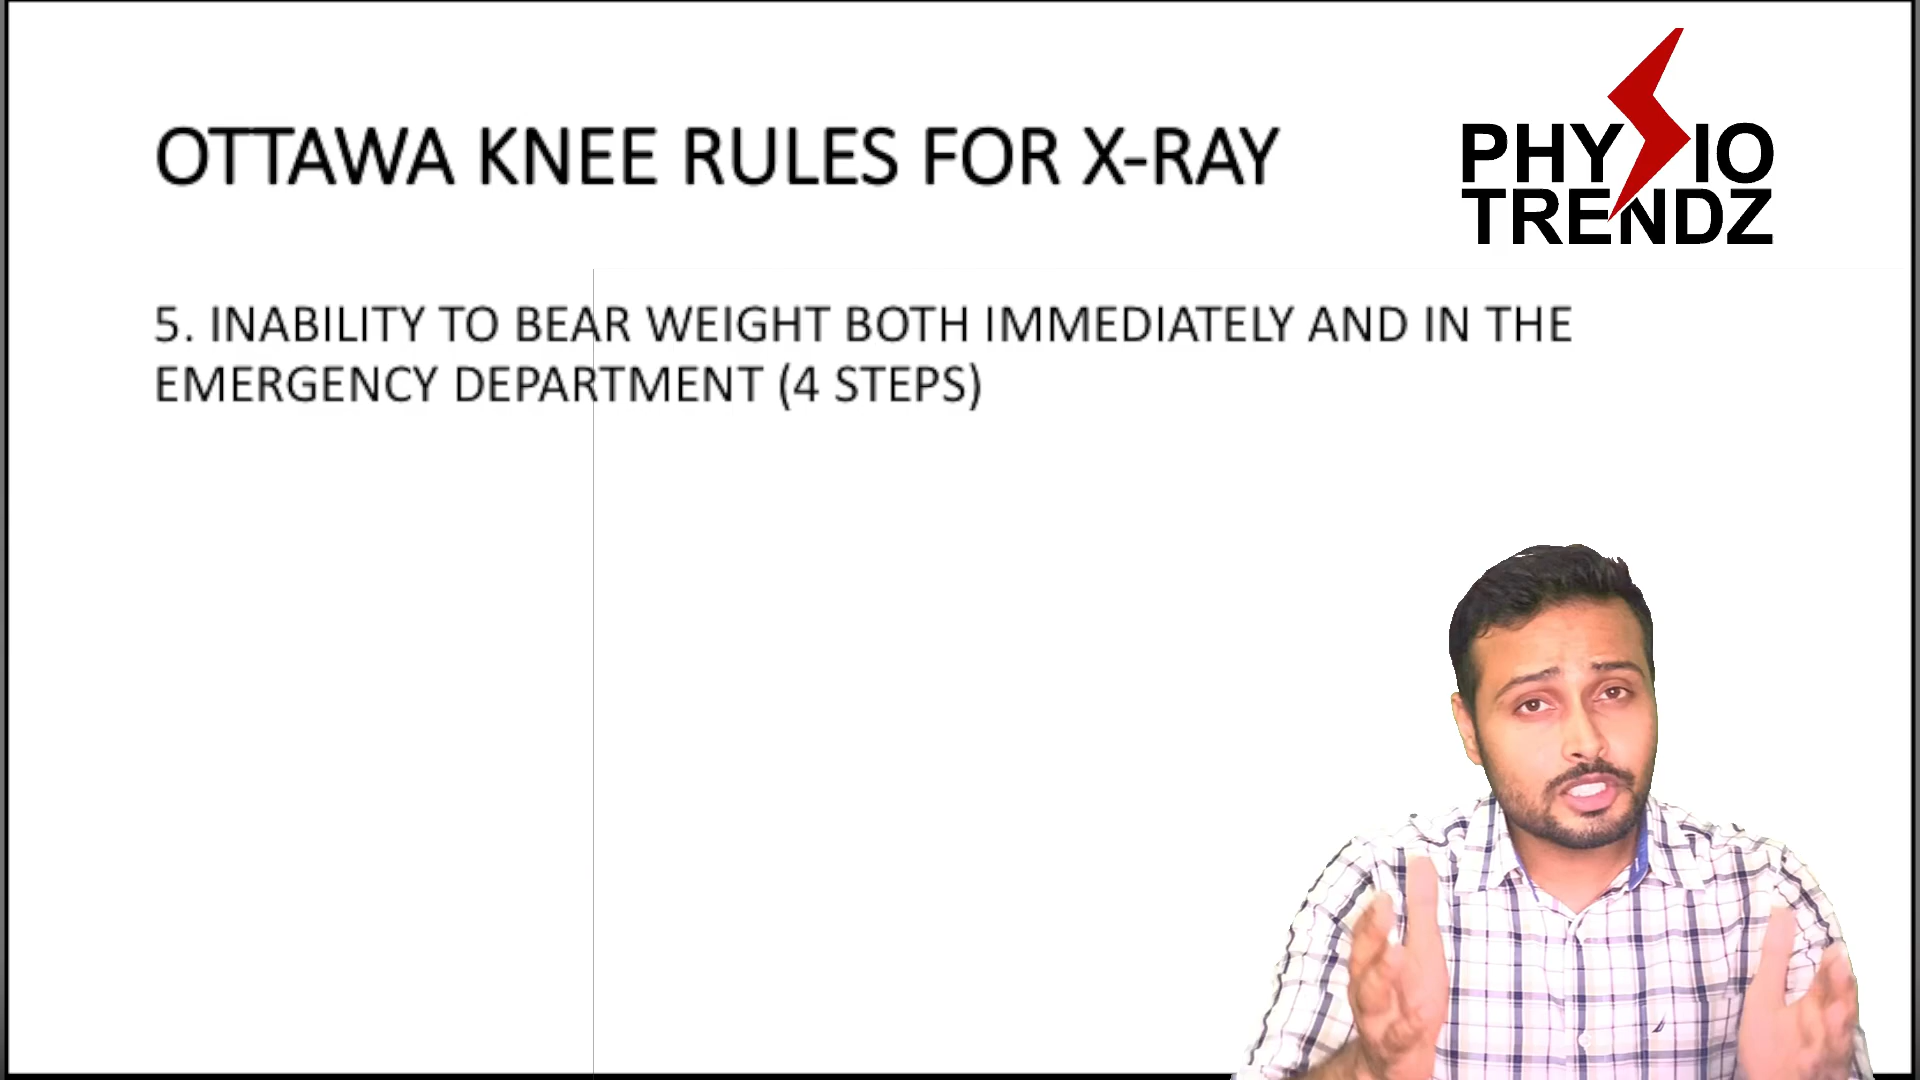 OTTAWA KNEE RULES FOR X-RAY
PHYSIO
TRENDZ
5. INABILITY TO BEAR WEIGHT BOTH IMMEDIATELY AND IN THE
EMERGENCY DEPARTMENT (4 STEPS)